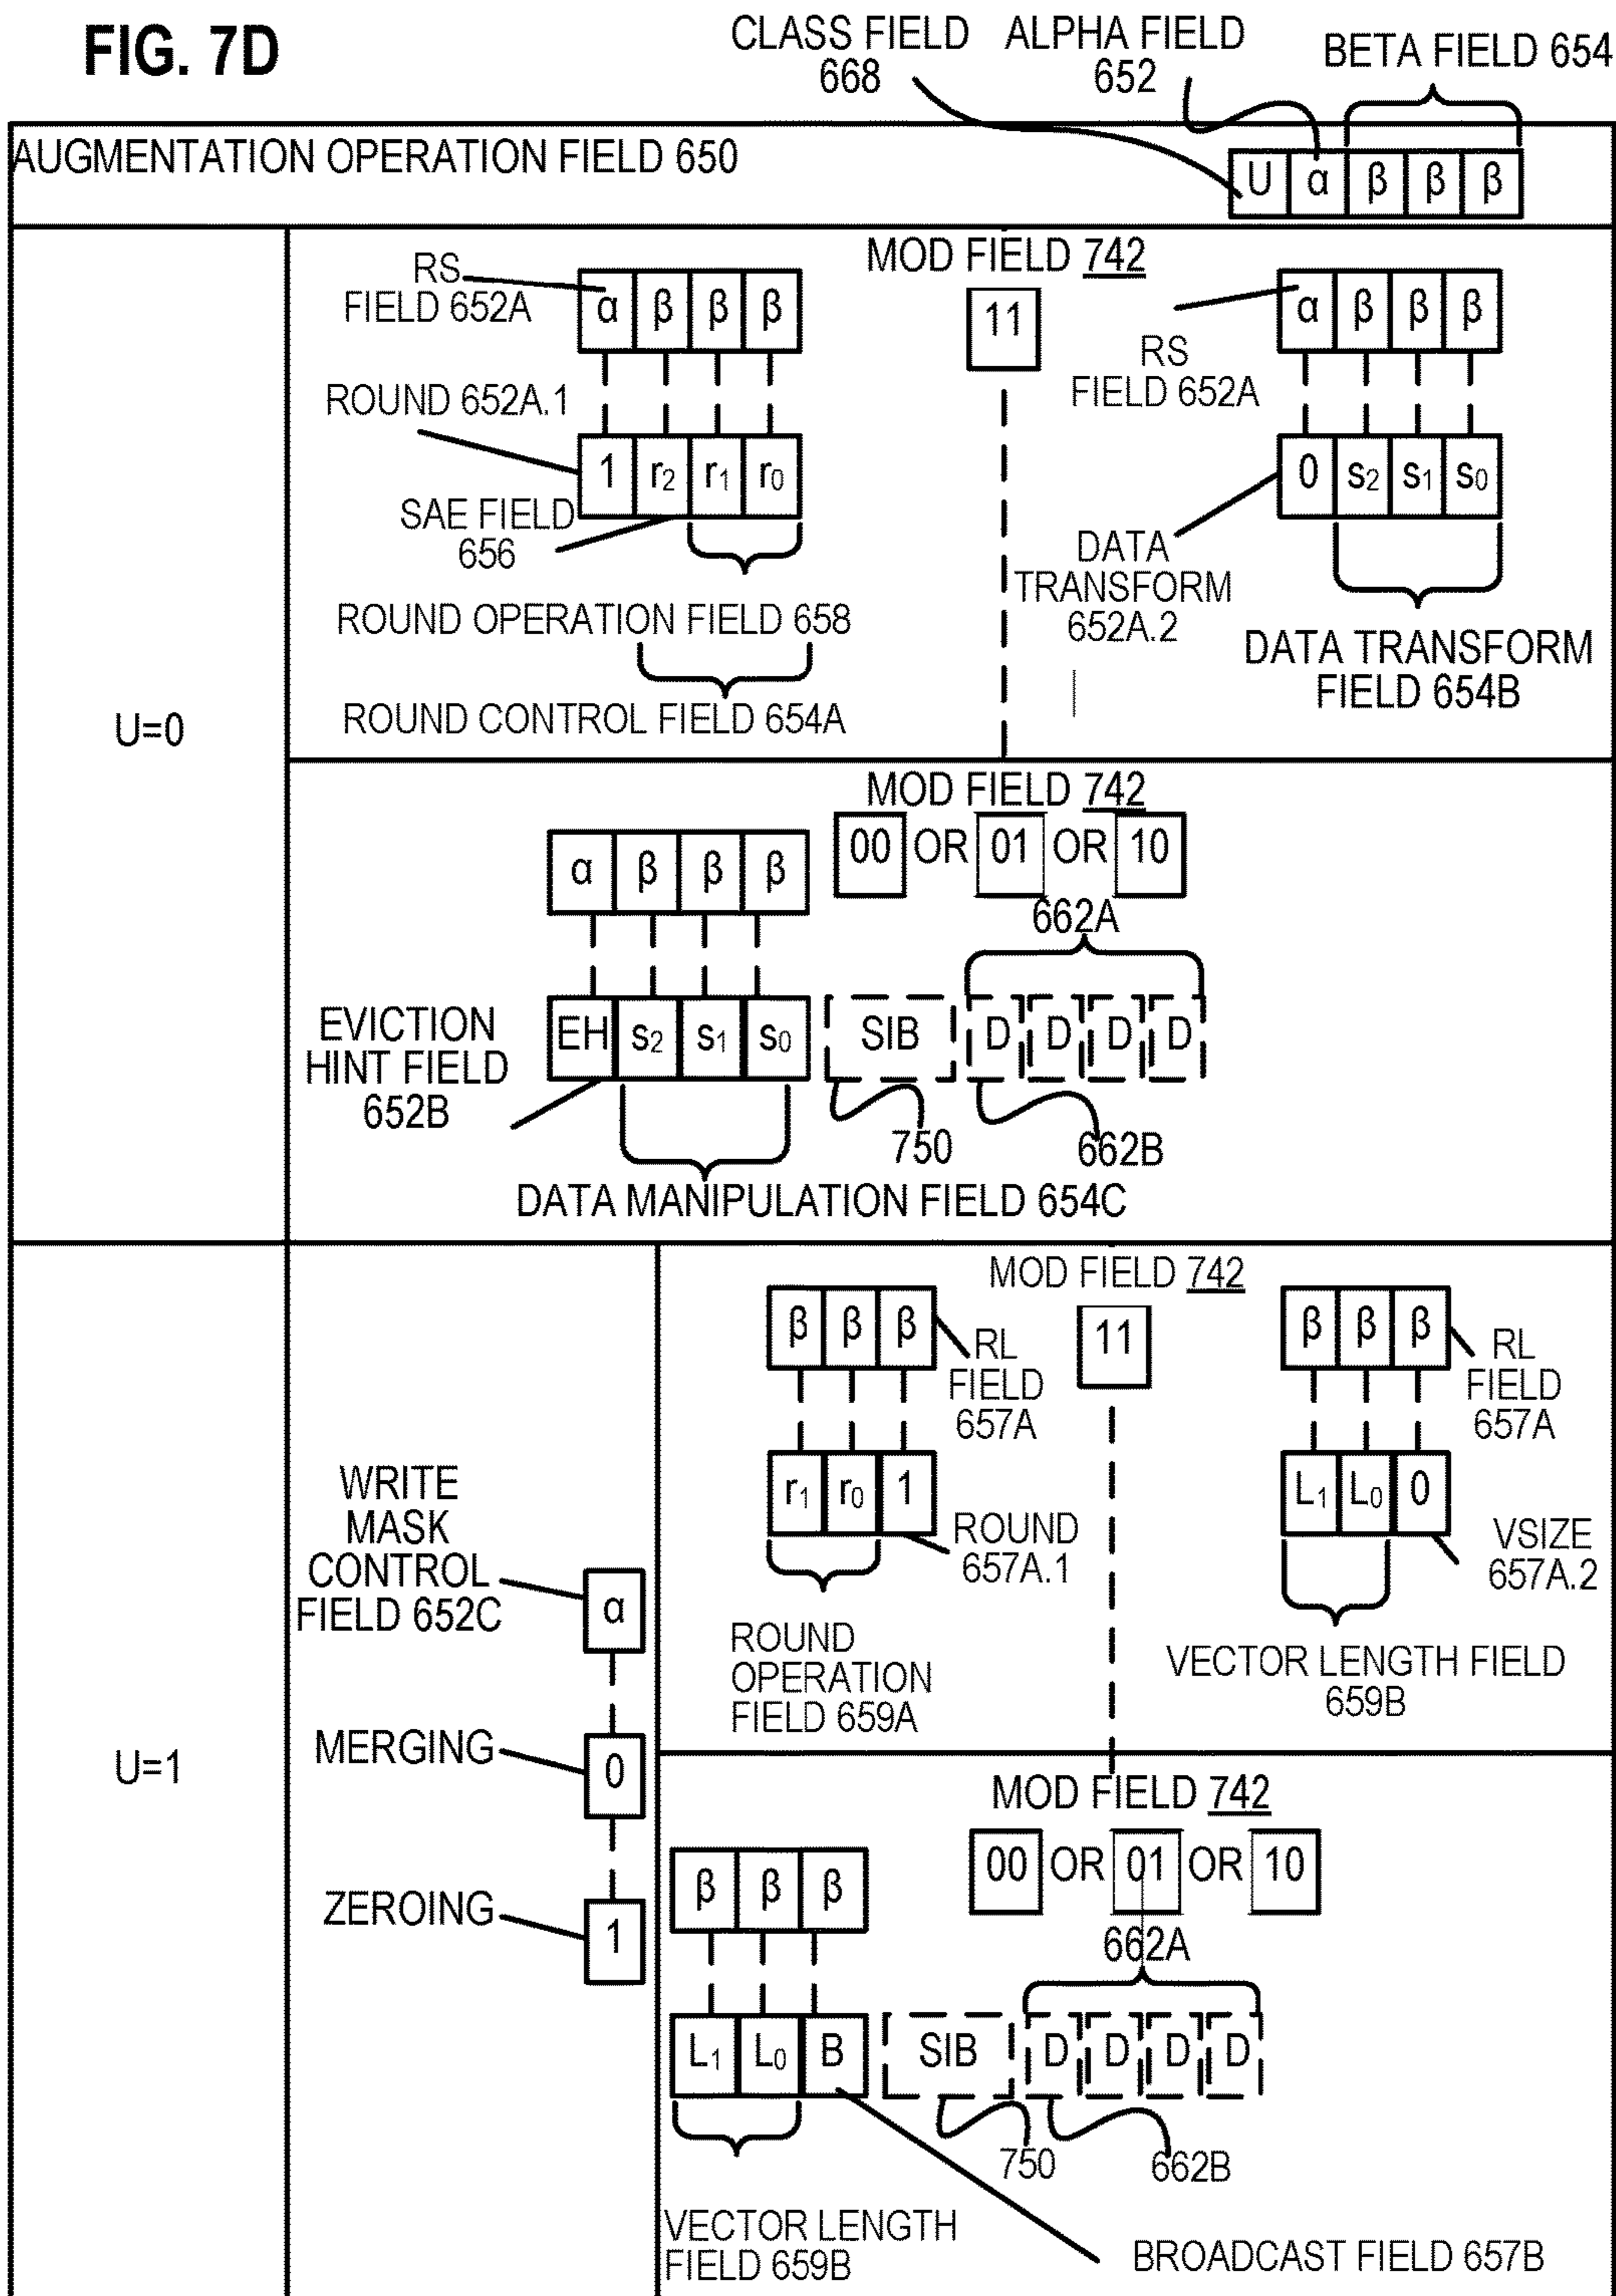 FIG. 7D
CLASS FIELD
668
ALPHA FIELD
652
BETA FIELD 654
AUGMENTATION OPERATION FIELD 650
U α β β β
U=0
MOD FIELD 742
11
RS
FIELD 652A
α β β β
ROUND 652A.1
1 r₂ r₁ r₀
SAE FIELD
656
ROUND OPERATION FIELD 658
ROUND CONTROL FIELD 654A
α β β β
RS
FIELD 652A
0 s₂ s₁ s₀
DATA
TRANSFORM
652A.2
DATA TRANSFORM
FIELD 654B
MOD FIELD 742
00 OR 01 OR 10
α β β β
662A
EVICTION
HINT FIELD
652B
EH s₂ s₁ s₀ SIB D D D D
750
662B
DATA MANIPULATION FIELD 654C
U=1
WRITE
MASK
CONTROL
FIELD 652C
α
MERGING
0
ZEROING
1
MOD FIELD 742
11
β β β
RL
FIELD
657A
r₁ r₀ 1
ROUND
657A.1
ROUND
OPERATION
FIELD 659A
β β β
RL
FIELD
657A
L₁ L₀ 0
VSIZE
657A.2
VECTOR LENGTH FIELD
659B
MOD FIELD 742
00 OR 01 OR 10
β β β
662A
L₁ L₀ B SIB D D D D
750
662B
VECTOR LENGTH
FIELD 659B
BROADCAST FIELD 657B